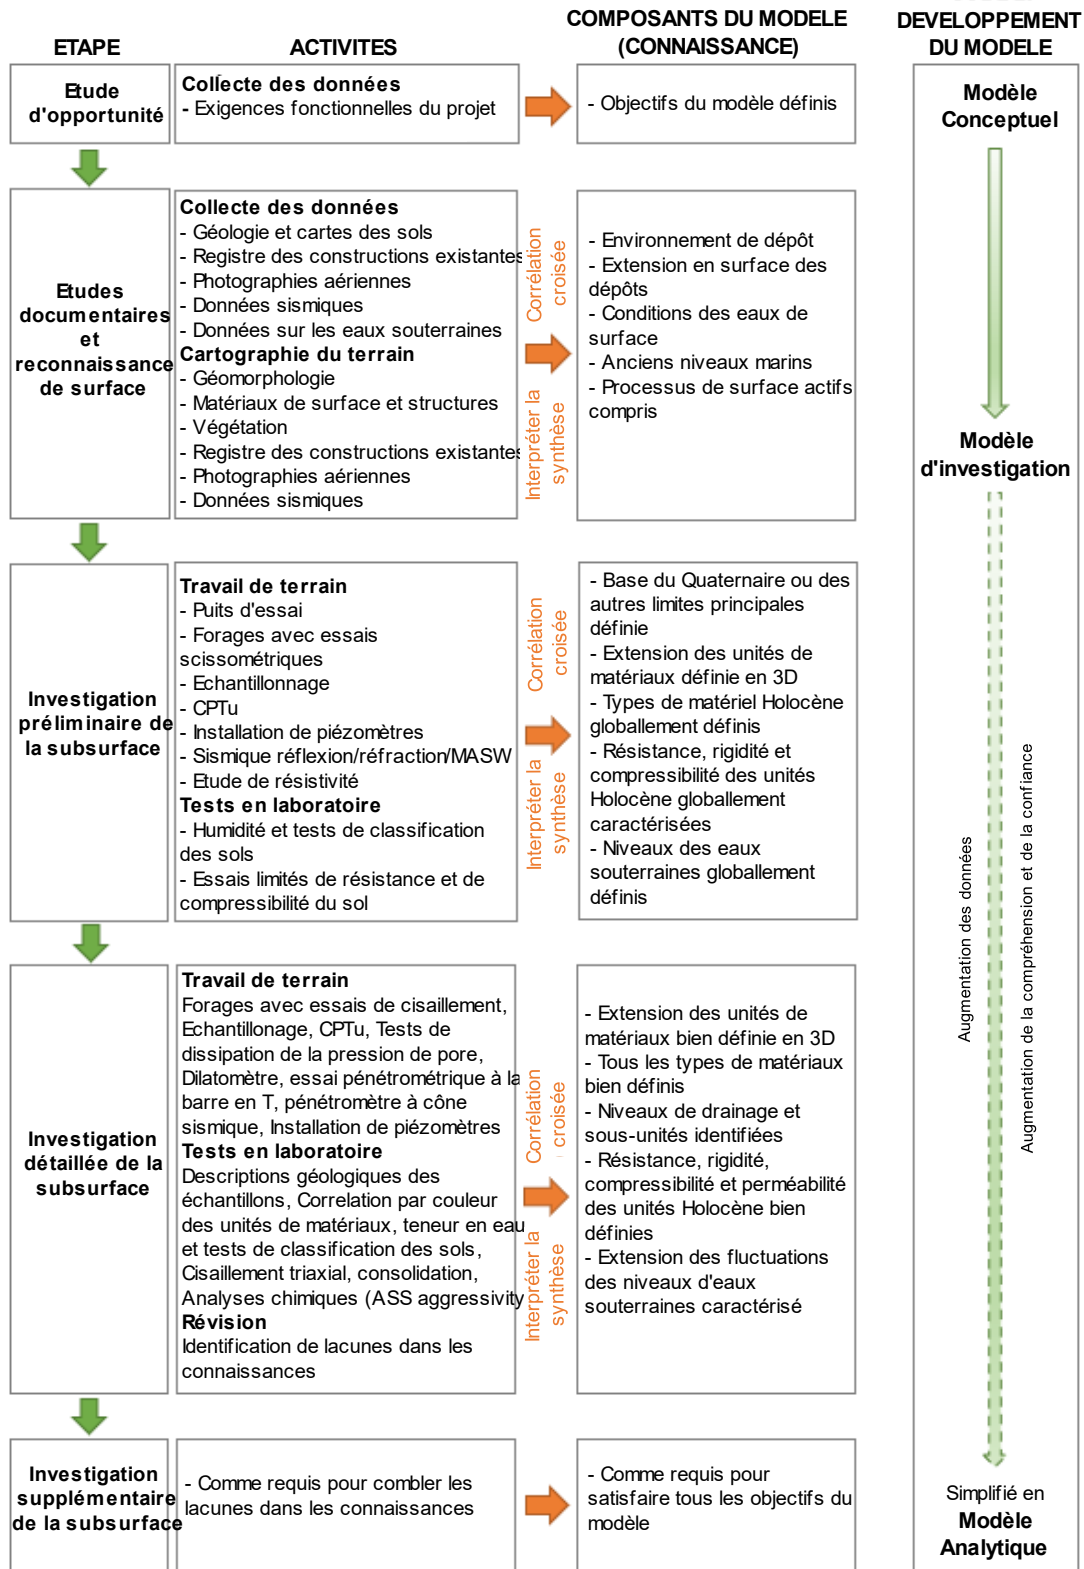 ETAPE
ACTIVITES
COMPOSANTS DU MODELE
(CONNAISSANCE)
DEVELOPPEMENT
DU MODELE
Etude
d'opportunité
Collecte des données
- Exigences fonctionnelles du projet
- Objectifs du modèle définis
Modèle
Conceptuel
Etudes
documentaires
et
reconnaissance
de surface
Collecte des données
- Géologie et cartes des sols
- Registre des constructions existantes
- Photographies aériennes
- Données sismiques
- Données sur les eaux souterraines
Cartographie du terrain
- Géomorphologie
- Matériaux de surface et structures
- Végétation
- Registre des constructions existantes
- Photographies aériennes
- Données sismiques
Corrélation
croisée
Interpréter la
synthèse
- Environnement de dépôt
- Extension en surface des
dépôts
- Conditions des eaux de
surface
- Anciens niveaux marins
- Processus de surface actifs
compris
Modèle
d'investigation
Investigation
préliminaire de
la subsurface
Travail de terrain
- Puits d'essai
- Forages avec essais
scissométriques
- Echantillonnage
- CPTu
- Installation de piézomètres
- Sismique réflexion/réfraction/MASW
- Etude de résistivité
Tests en laboratoire
- Humidité et tests de classification
des sols
- Essais limités de résistance et de
compressibilité du sol
Corrélation
croisée
Interpréter la
synthèse
- Base du Quaternaire ou des
autres limites principales
définie
- Extension des unités de
matériaux définie en 3D
- Types de matériel Holocène
globallement définis
- Résistance, rigidité et
compressibilité des unités
Holocène globallement
caractérisées
- Niveaux des eaux
souterraines globallement
définis
Augmentation des données
Augmentation de la compréhension et de la confiance
Investigation
détaillée de la
subsurface
Travail de terrain
Forages avec essais de cisaillement,
Echantillonage, CPTu, Tests de
dissipation de la pression de pore,
Dilatomètre, essai pénétrométrique à la
barre en T, pénétromètre à cône
sismique, Installation de piézomètres
Tests en laboratoire
Descriptions géologiques des
échantillons, Correlation par couleur
des unités de matériaux, teneur en eau
et tests de classification des sols,
Cisaillement triaxial, consolidation,
Analyses chimiques (ASS aggressivity
Révision
Identification de lacunes dans les
connaissances
Corrélation
croisée
Interpréter la
synthèse
- Extension des unités de
matériaux bien définie en 3D
- Tous les types de matériaux
bien définis
- Niveaux de drainage et
sous-unités identifiées
- Résistance, rigidité,
compressibilité et perméabilité
des unités Holocène bien
définies
- Extension des fluctuations
des niveaux d'eaux
souterraines caractérisé
Investigation
supplémentaire
de la subsurface
- Comme requis pour combler les
lacunes dans les connaissances
- Comme requis pour
satisfaire tous les objectifs du
modèle
Simplifié en
Modèle
Analytique